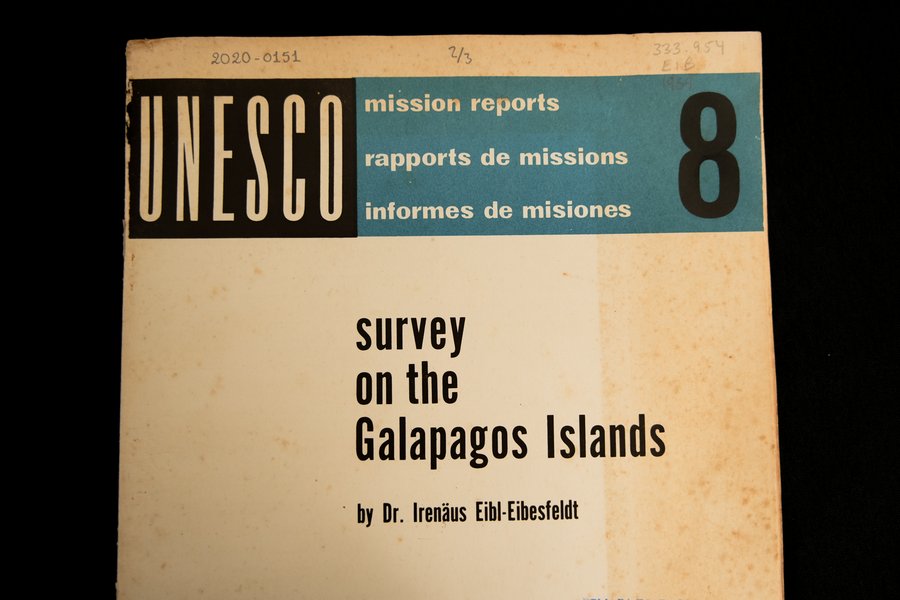 2020-0151 2/3 333.954
EIB
UNESCO
mission reports
rapports de missions
informes de misiones
8
survey
on the
Galapagos Islands
by Dr. Irenäus Eibl-Eibesfeldt